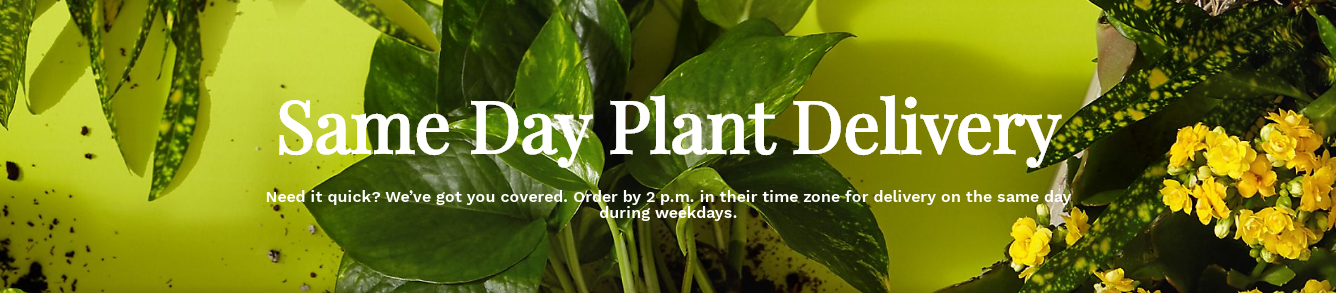 Same Day Plant Delivery
Need it quick? We’ve got you covered. Order by 2 p.m. in their time zone for delivery on the same day
during weekdays.